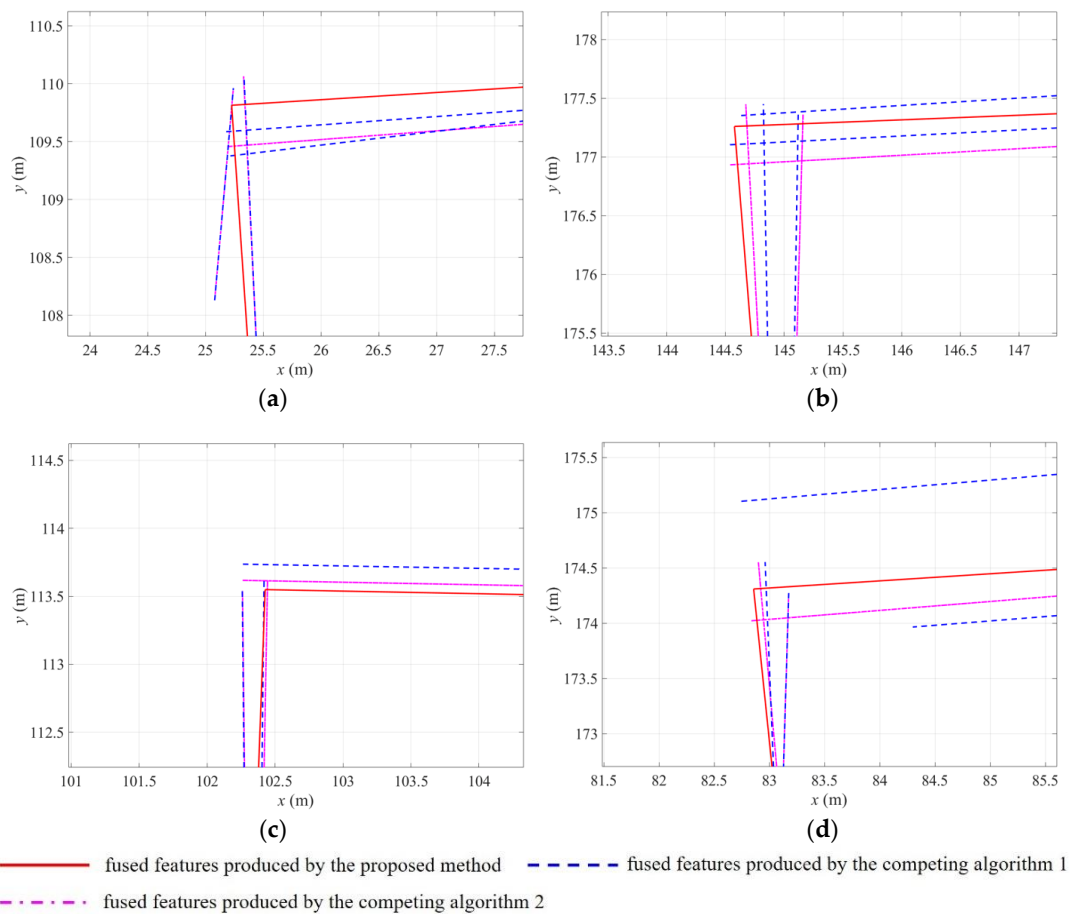 110.5
110
109.5
109
108.5
108
y (m)
24 24.5 25 25.5 26 26.5 27 27.5
x (m)
(a)
178
177.5
177
176.5
176
175.5
y (m)
143.5 144 144.5 145 145.5 146 146.5 147
x (m)
(b)
114.5
114
113.5
113
112.5
y (m)
101 101.5 102 102.5 103 103.5 104
x (m)
(c)
175.5
175
174.5
174
173.5
173
y (m)
81.5 82 82.5 83 83.5 84 84.5 85 85.5
x (m)
(d)
fused features produced by the proposed method
fused features produced by the competing algorithm 1
fused features produced by the competing algorithm 2